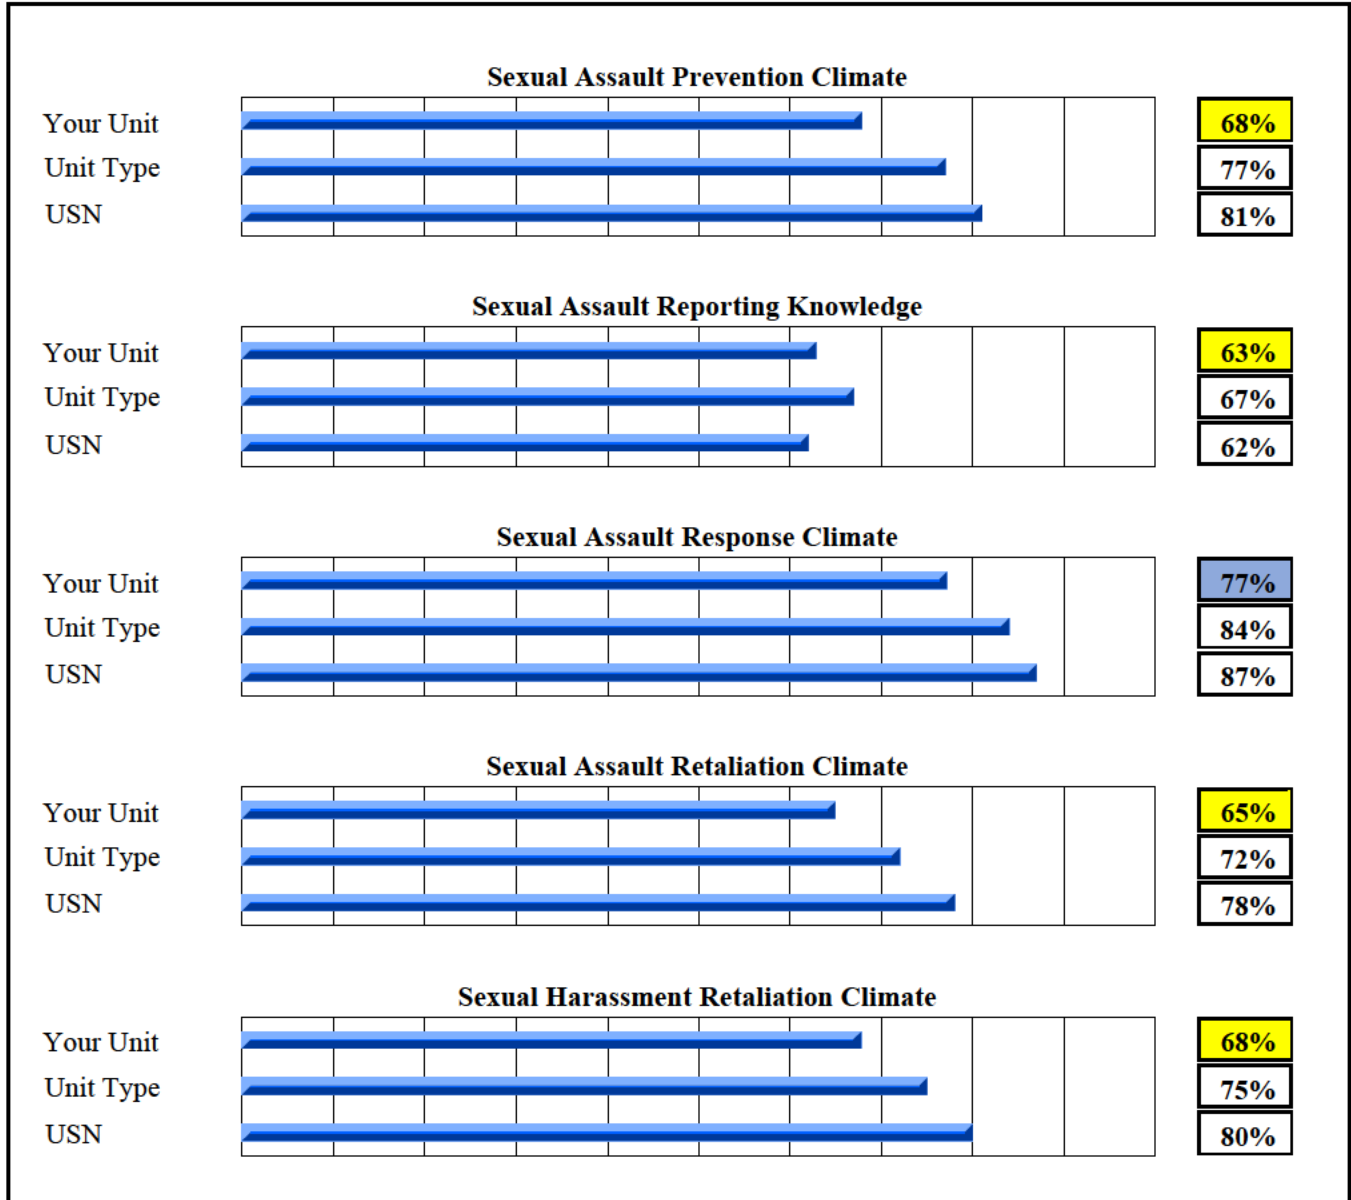 Sexual Assault Prevention Climate
Your Unit 68%
Unit Type 77%
USN 81%
Sexual Assault Reporting Knowledge
Your Unit 63%
Unit Type 67%
USN 62%
Sexual Assault Response Climate
Your Unit 77%
Unit Type 84%
USN 87%
Sexual Assault Retaliation Climate
Your Unit 65%
Unit Type 72%
USN 78%
Sexual Harassment Retaliation Climate
Your Unit 68%
Unit Type 75%
USN 80%